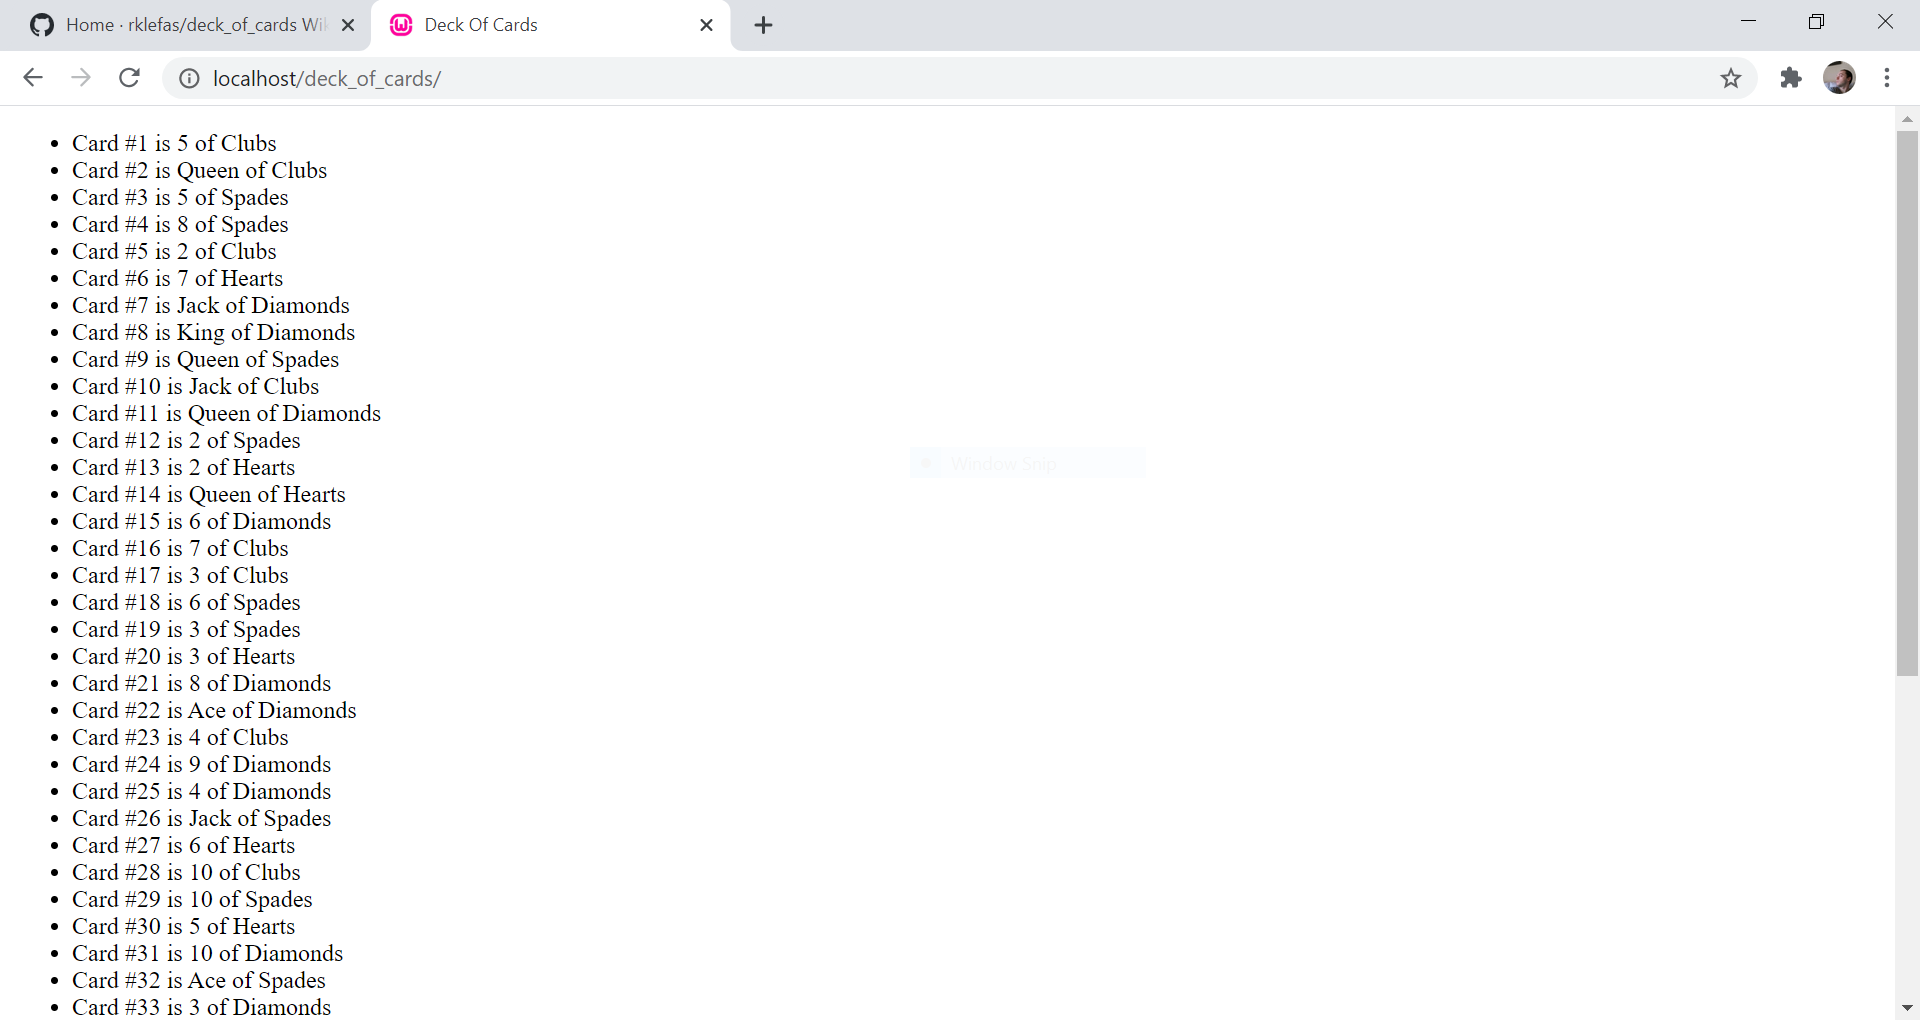 Home · rklefas/deck_of_cards Wi
Deck Of Cards
localhost/deck_of_cards/
Card #1 is 5 of Clubs
Card #2 is Queen of Clubs
Card #3 is 5 of Spades
Card #4 is 8 of Spades
Card #5 is 2 of Clubs
Card #6 is 7 of Hearts
Card #7 is Jack of Diamonds
Card #8 is King of Diamonds
Card #9 is Queen of Spades
Card #10 is Jack of Clubs
Card #11 is Queen of Diamonds
Card #12 is 2 of Spades
Card #13 is 2 of Hearts
Card #14 is Queen of Hearts
Card #15 is 6 of Diamonds
Card #16 is 7 of Clubs
Card #17 is 3 of Clubs
Card #18 is 6 of Spades
Card #19 is 3 of Spades
Card #20 is 3 of Hearts
Card #21 is 8 of Diamonds
Card #22 is Ace of Diamonds
Card #23 is 4 of Clubs
Card #24 is 9 of Diamonds
Card #25 is 4 of Diamonds
Card #26 is Jack of Spades
Card #27 is 6 of Hearts
Card #28 is 10 of Clubs
Card #29 is 10 of Spades
Card #30 is 5 of Hearts
Card #31 is 10 of Diamonds
Card #32 is Ace of Spades
Card #33 is 3 of Diamonds
Window Snip